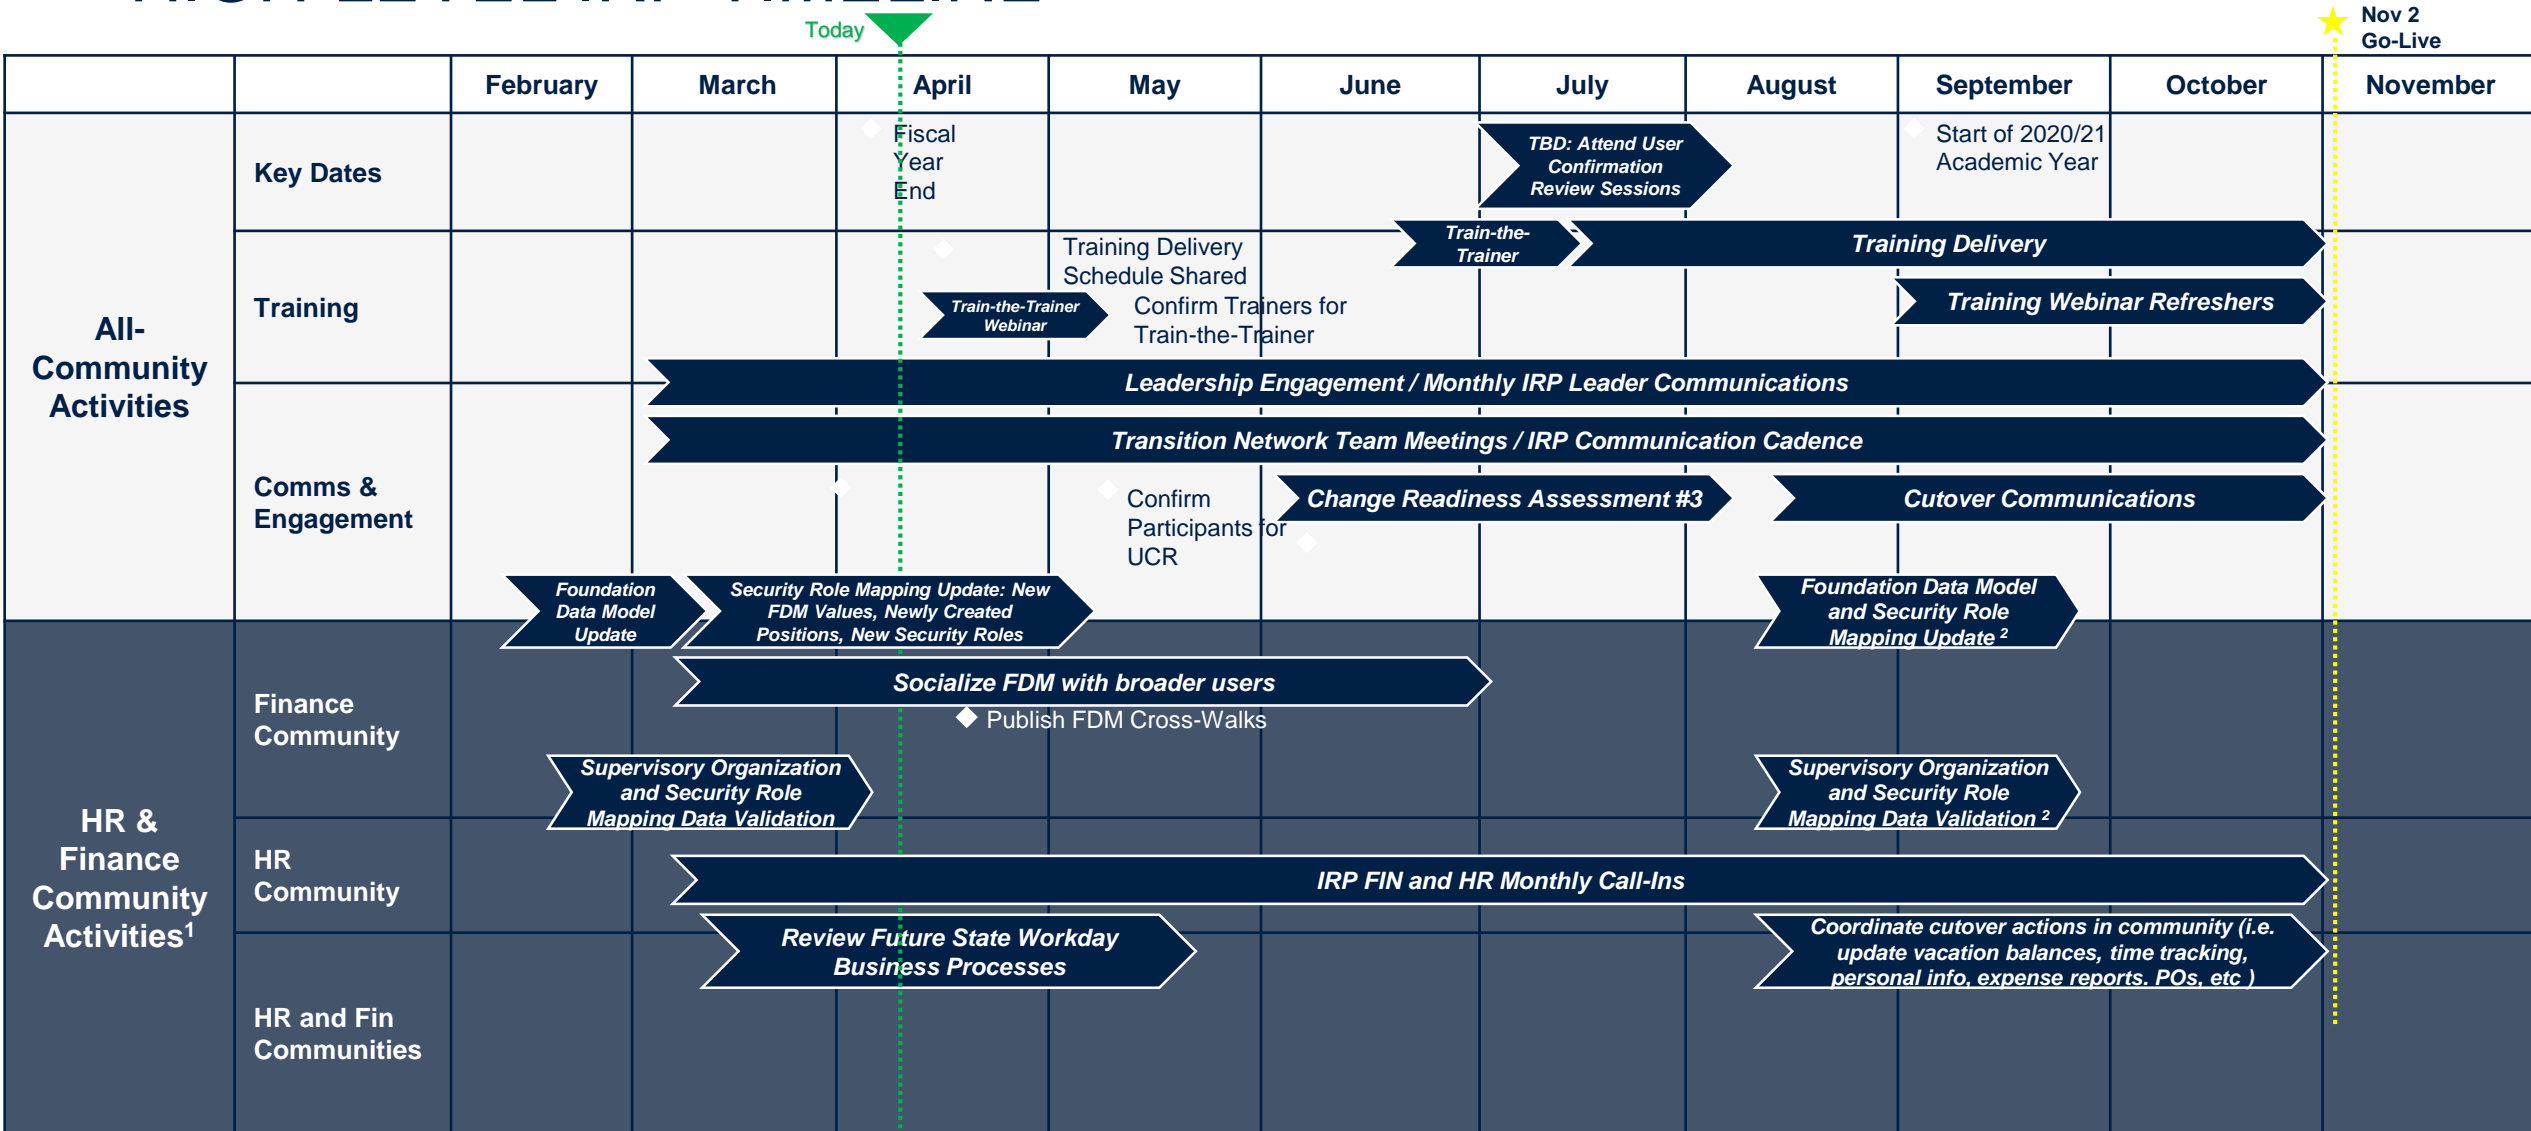 HIGH LEVEL IRP TIMELINE
Today
Nov 2
Go-Live
February
March
April
May
June
July
August
September
October
November
All-
Community
Activities
Key Dates
Fiscal
Year
End
TBD: Attend User
Confirmation
Review Sessions
Start of 2020/21
Academic Year
Training
Training Delivery
Schedule Shared
Train-the-
Trainer
Training Delivery
Train-the-Trainer
Webinar
Confirm Trainers for
Train-the-Trainer
Training Webinar Refreshers
Comms &
Engagement
Leadership Engagement / Monthly IRP Leader Communications
Transition Network Team Meetings / IRP Communication Cadence
Confirm
Participants for
UCR
Change Readiness Assessment #3
Cutover Communications
HR &
Finance
Community
Activities1
Finance
Community
Foundation
Data Model
Update
Security Role Mapping Update: New
FDM Values, Newly Created
Positions, New Security Roles
Foundation Data Model
and Security Role
Mapping Update 2
Socialize FDM with broader users
Publish FDM Cross-Walks
HR
Community
Supervisory Organization
and Security Role
Mapping Data Validation
Supervisory Organization
and Security Role
Mapping Data Validation 2
HR and Fin
Communities
IRP FIN and HR Monthly Call-Ins
Review Future State Workday
Business Processes
Coordinate cutover actions in community (i.e.
update vacation balances, time tracking,
personal info, expense reports. POs, etc )